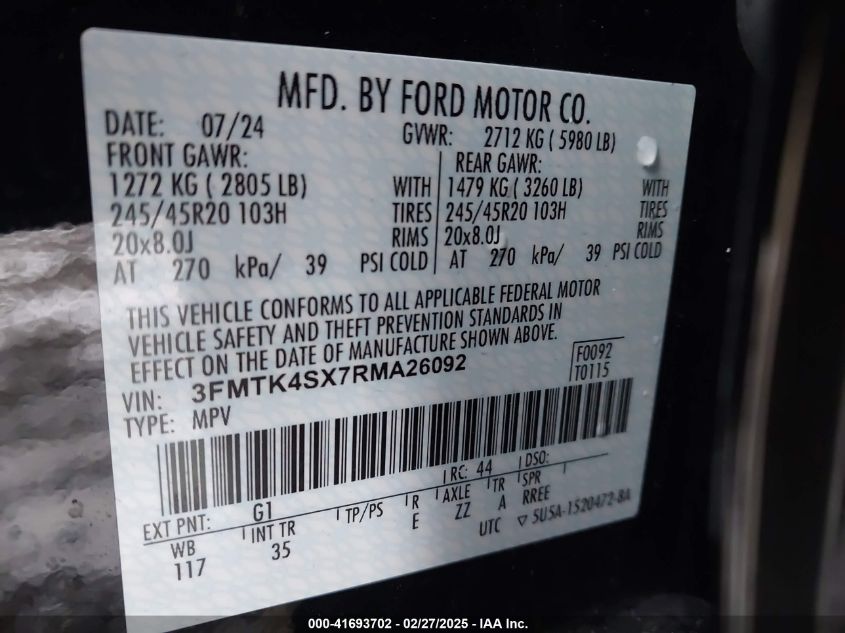 MFD. BY FORD MOTOR CO.
DATE: 07/24 GVWR: 2712 KG ( 5980 LB)
FRONT GAWR: REAR GAWR:
1272 KG ( 2805 LB) WITH 1479 KG ( 3260 LB) WITH
245/45R20 103H TIRES 245/45R20 103H TIRES
20x8.0J RIMS 20x8.0J RIMS
AT 270 kPa/ 39 PSI COLD AT 270 kPa/ 39 PSI COLD
THIS VEHICLE CONFORMS TO ALL APPLICABLE FEDERAL MOTOR
VEHICLE SAFETY AND THEFT PREVENTION STANDARDS IN
EFFECT ON THE DATE OF MANUFACTURE SHOWN ABOVE.
VIN: 3FMTK4SX7RMA26092 F0092
TYPE: MPV T0115
RC: 44 DSO:
EXT PNT: G1
WB INT TR TP/PS R AXLE TR SPR
117 35 E ZZ A RREE
UTC ▽ 5U5A-1520472-BA
000-41693702 - 02/27/2025 - IAA Inc.